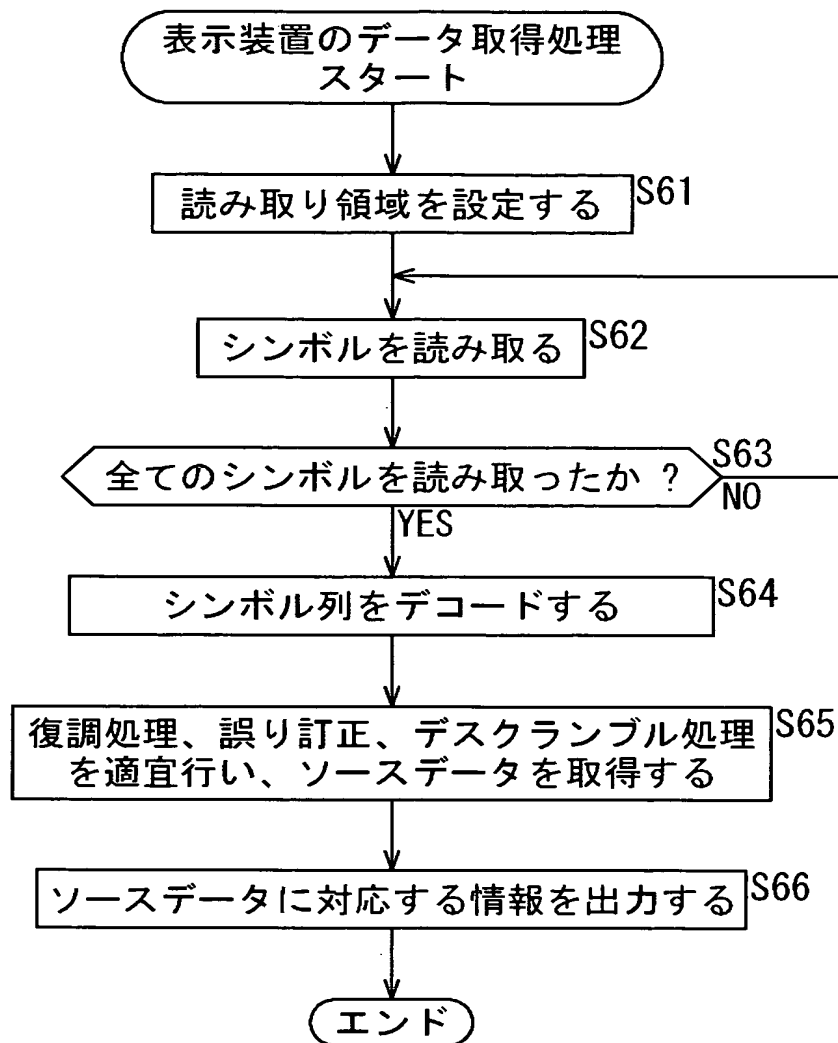 表示装置のデータ取得処理
スタート
読み取り領域を設定する
S61
シンボルを読み取る
S62
全てのシンボルを読み取ったか ?
S63
NO
YES
シンボル列をデコードする
S64
復調処理、誤り訂正、デスクランブル処理
を適宜行い、ソースデータを取得する
S65
ソースデータに対応する情報を出力する
S66
エンド